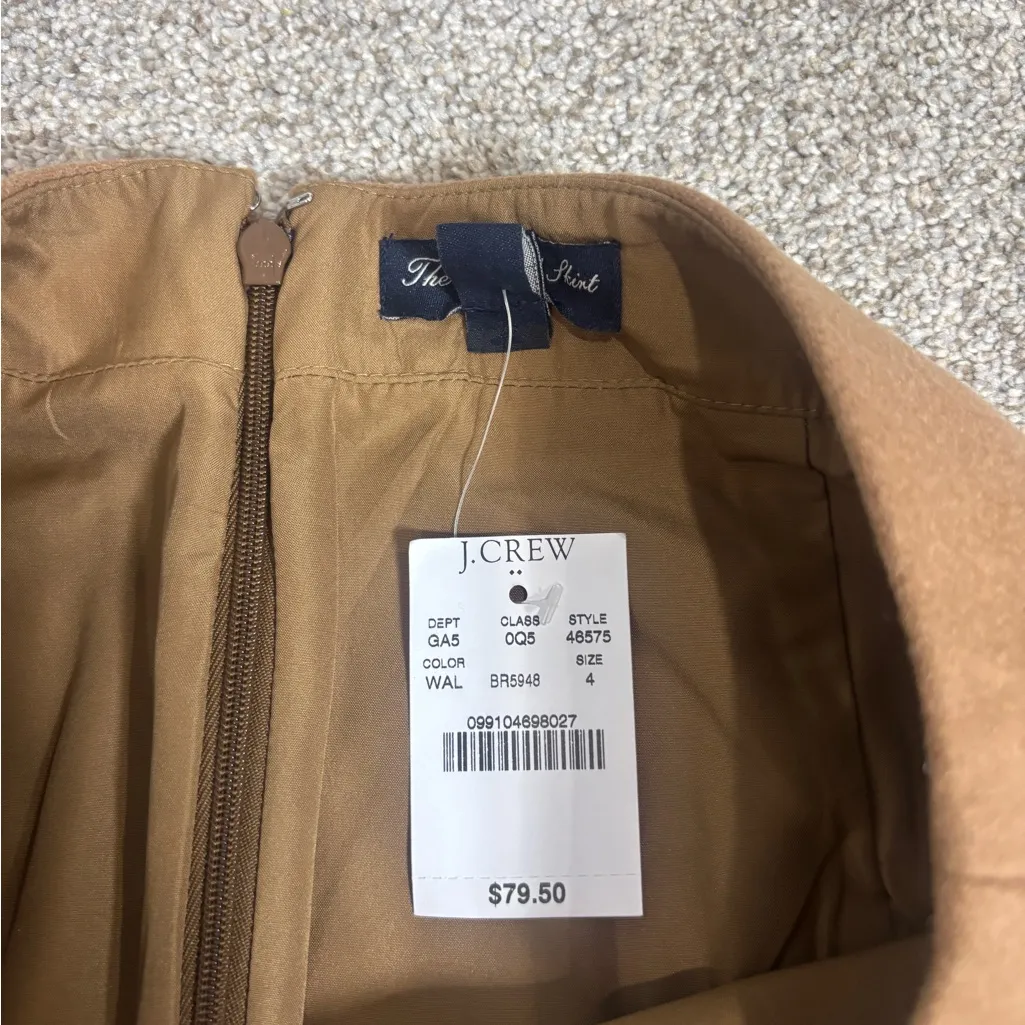 The Skirt
J.CREW
DEPT CLASS STYLE
GA5 0Q5 46575
COLOR SIZE
WAL BR5948 4
099104698027
$79.50